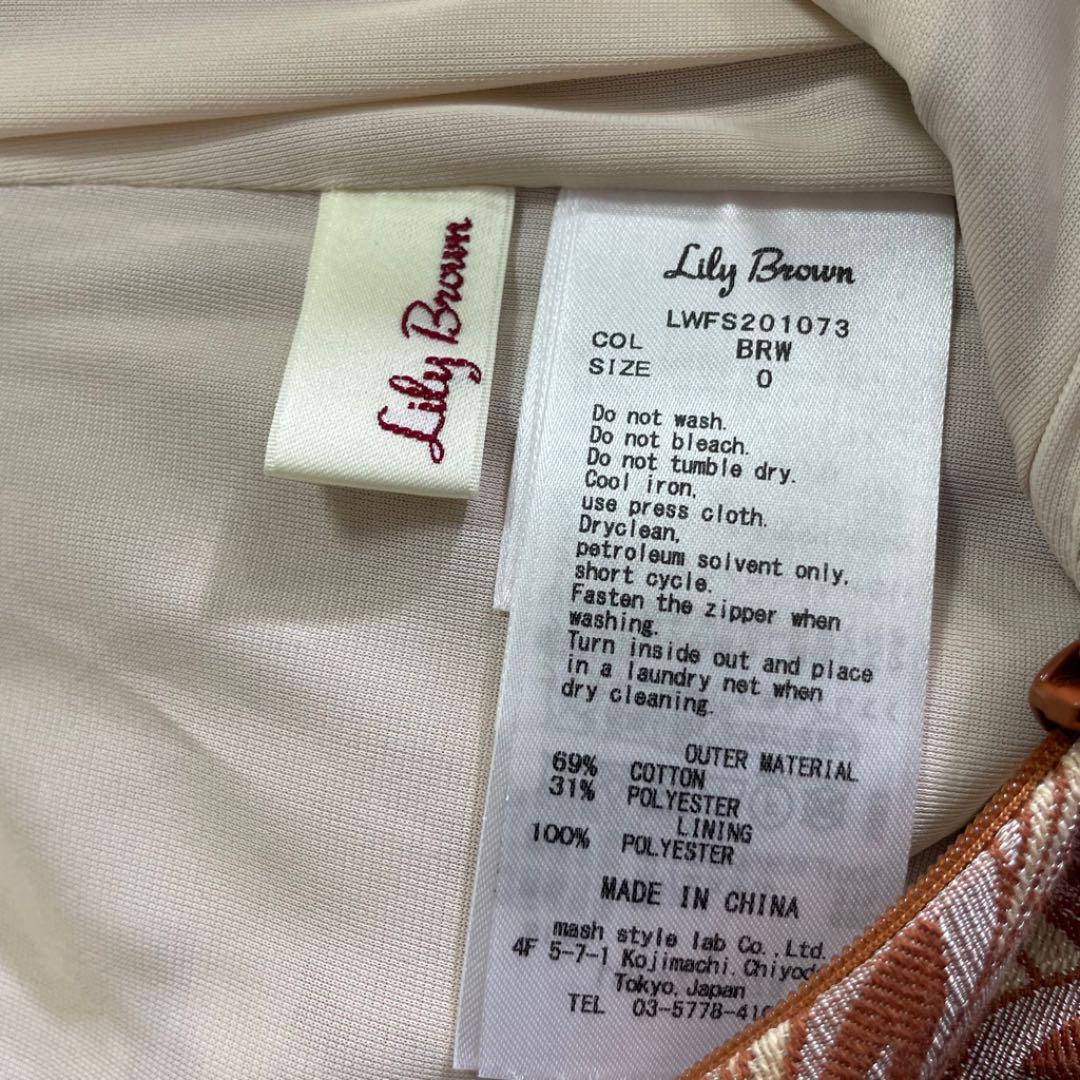 Lily Brown
Lily Brown
LWFS201073
COL BRW
SIZE 0
Do not wash.
Do not bleach.
Do not tumble dry.
Cool iron,
use press cloth.
Dryclean,
petroleum solvent only,
short cycle.
Fasten the zipper when
washing.
Turn inside out and place
in a laundry net when
dry cleaning.
OUTER MATERIAL
69% COTTON
31% POLYESTER
LINING
100% POLYESTER
MADE IN CHINA
mash style lab Co.,Ltd.
4F 5-7-1 Kojimachi, Chiyod
Tokyo, Japan
TEL 03-5778-41